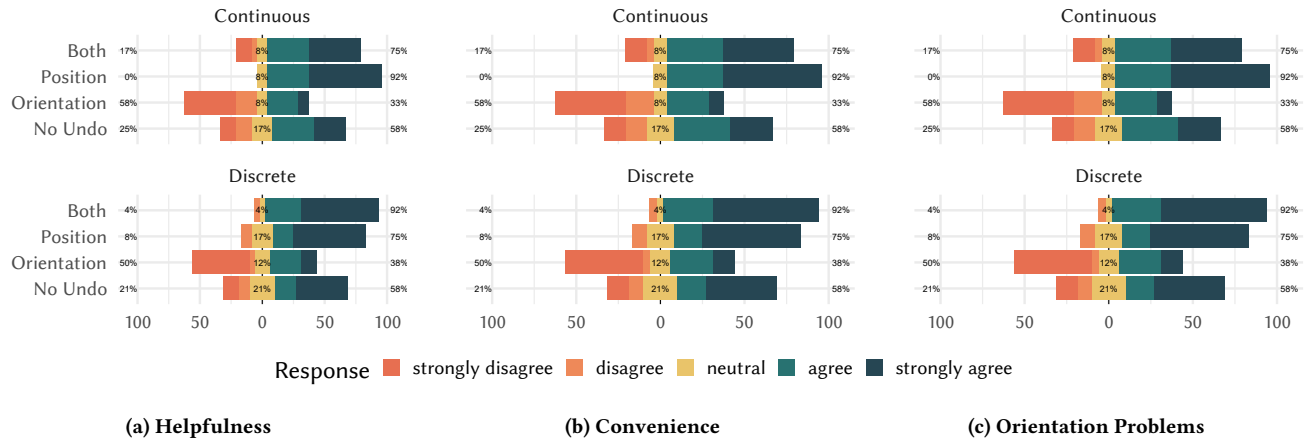 Continuous Continuous Continuous
Both 17% 8% 75% 17% 8% 75% 17% 8% 75%
Position 0% 8% 92% 0% 8% 92% 0% 8% 92%
Orientation 58% 8% 33% 58% 8% 33% 58% 8% 33%
No Undo 25% 17% 58% 25% 17% 58% 25% 17% 58%
Discrete Discrete Discrete
Both 4% 4% 92% 4% 4% 92% 4% 4% 92%
Position 8% 17% 75% 8% 17% 75% 8% 17% 75%
Orientation 50% 12% 38% 50% 12% 38% 50% 12% 38%
No Undo 21% 21% 58% 21% 21% 58% 21% 21% 58%
100 50 0 50 100 100 50 0 50 100 100 50 0 50 100
Response strongly disagree disagree neutral agree strongly agree
(a) Helpfulness (b) Convenience (c) Orientation Problems